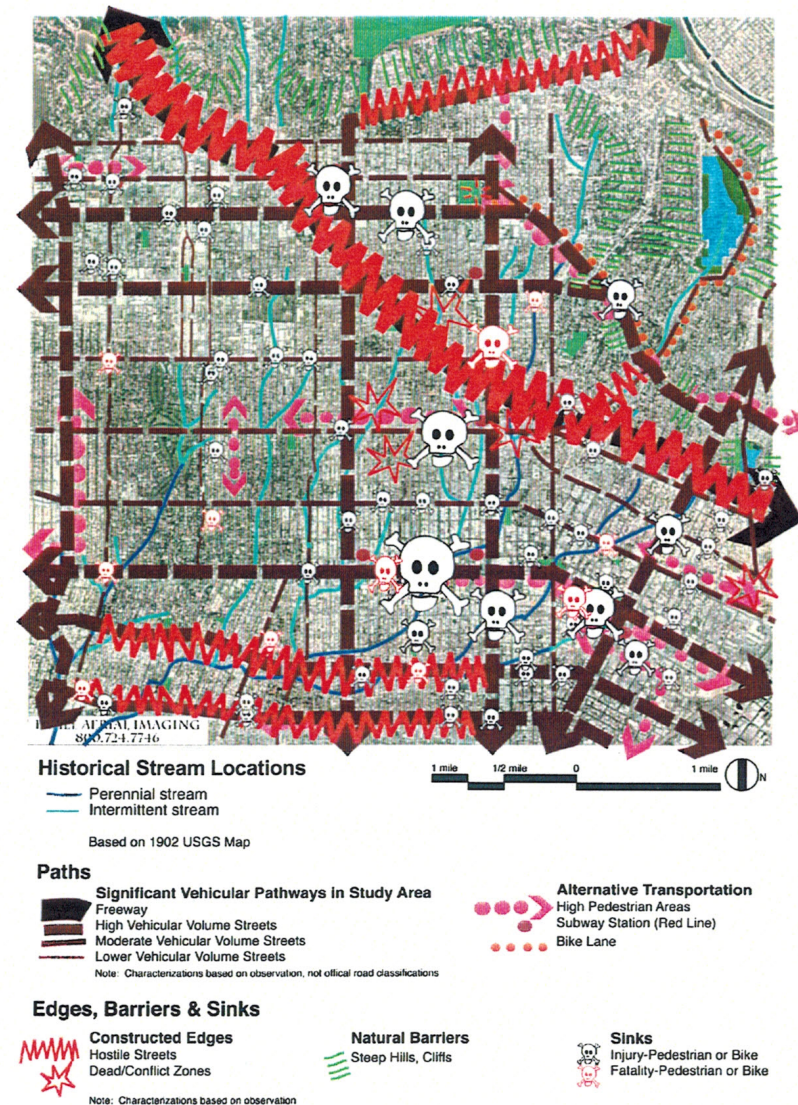 AERIAL IMAGING
800.724.7746
Historical Stream Locations
Perennial stream
Intermittent stream
Based on 1902 USGS Map
1 mile 1/2 mile 0 1 mile
N
Paths
Significant Vehicular Pathways in Study Area
Freeway
High Vehicular Volume Streets
Moderate Vehicular Volume Streets
Lower Vehicular Volume Streets
Note: Characterizations based on observation, not offical road classifications
Alternative Transportation
High Pedestrian Areas
Subway Station (Red Line)
Bike Lane
Edges, Barriers & Sinks
Constructed Edges
Hostile Streets
Dead/Conflict Zones
Note: Characterizations based on observation
Natural Barriers
Steep Hills, Cliffs
Sinks
Injury-Pedestrian or Bike
Fatality-Pedestrian or Bike